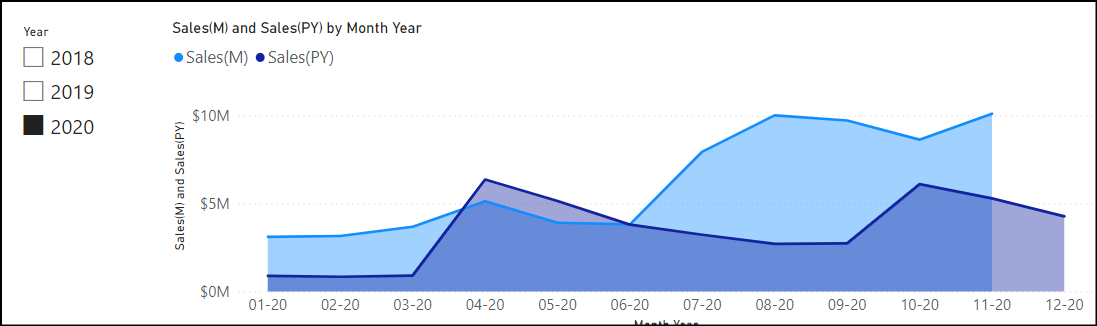 Year
2018
2019
2020
Sales(M) and Sales(PY) by Month Year
Sales(M) Sales(PY)
Sales(M) and Sales(PY)
$10M
$5M
$0M
01-20 02-20 03-20 04-20 05-20 06-20 07-20 08-20 09-20 10-20 11-20 12-20
Month Year